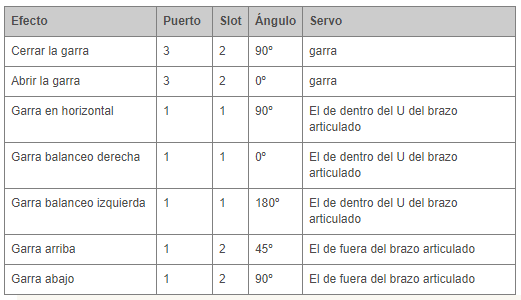 Efecto Puerto Slot Ángulo Servo
Cerrar la garra 3 2 90º garra
Abrir la garra 3 2 0º garra
Garra en horizontal 1 1 90º El de dentro del U del brazo
articulado
Garra balanceo derecha 1 1 0º El de dentro del U del brazo
articulado
Garra balanceo izquierda 1 1 180º El de dentro del U del brazo
articulado
Garra arriba 1 2 45º El de fuera del brazo articulado
Garra abajo 1 2 90º El de fuera del brazo articulado